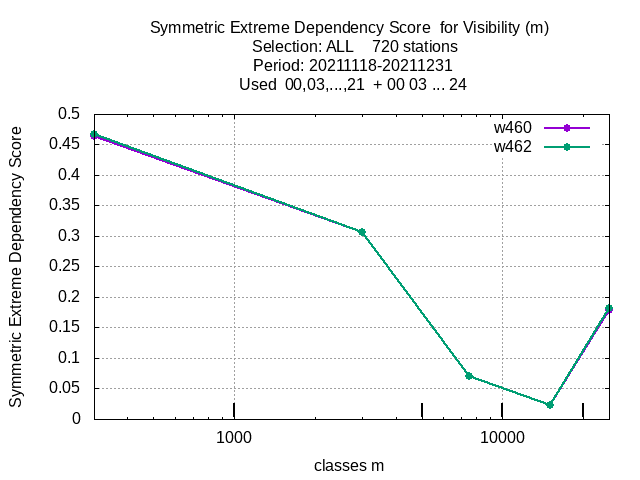 Symmetric Extreme Dependency Score  for Visibility (m)
Selection: ALL    720 stations
Period: 20211118-20211231
Used  00,03,...,21  + 00 03 ... 24
Symmetric Extreme Dependency Score
0.5
0.45
0.4
0.35
0.3
0.25
0.2
0.15
0.1
0.05
0
w460
w462
1000
10000
classes m